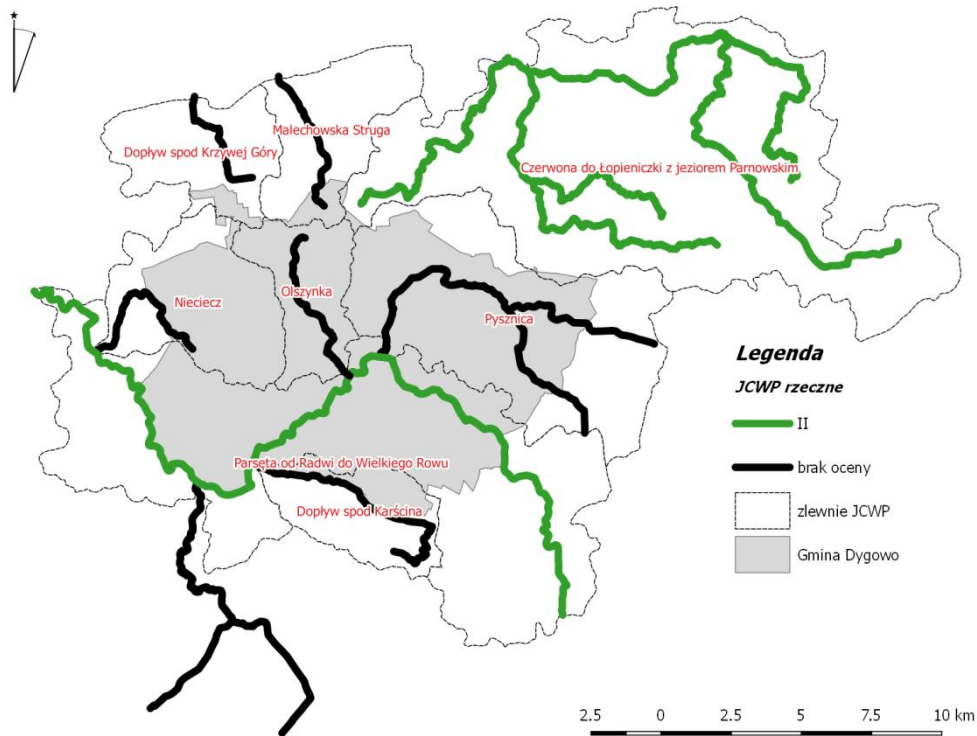 Malechowska Struga
Dopływ spod Krzywej Góry
Czerwona do Łopieniczki z jeziorem Parnowskim
Nieciecz
Olszynka
Pysznica
Parsęta od Radwi do Wielkiego Rowu
Dopływ spod Karścina
Legenda
JCWP rzeczne
II
brak oceny
zlewnie JCWP
Gmina Dygowo
2.5 0 2.5 5 7.5 10 km